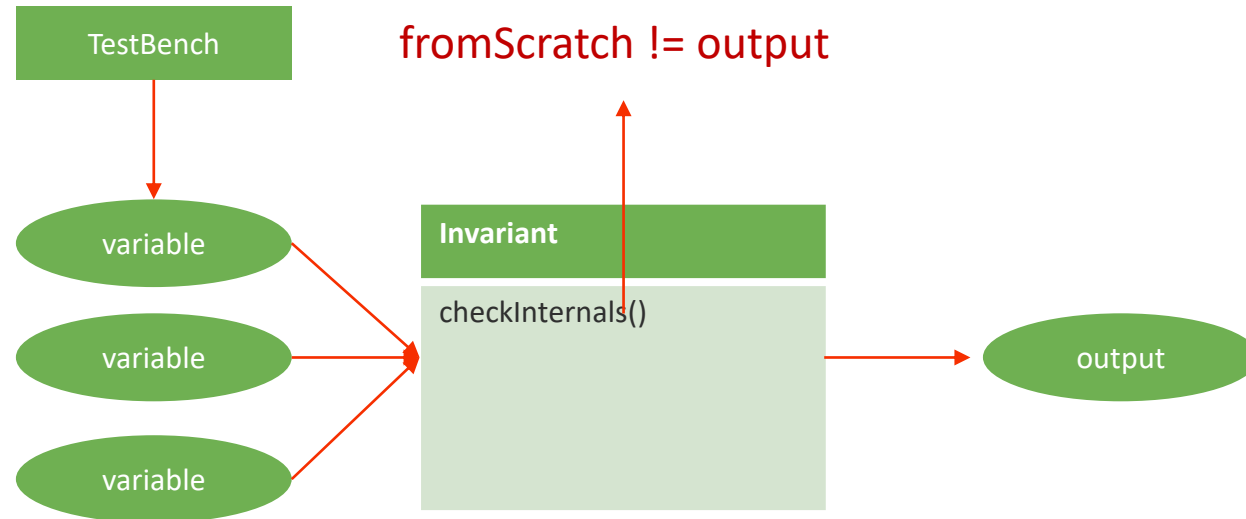 TestBench
fromScratch != output
variable
Invariant
checkInternals()
variable
output
variable